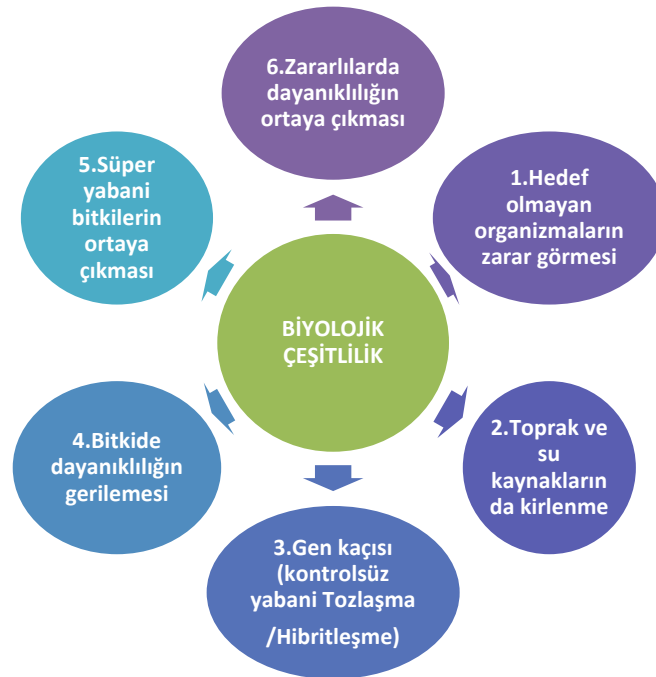 6.Zararlılarda
dayanıklılığın
ortaya çıkması
5.Süper
yabani
bitkilerin
ortaya
çıkması
1.Hedef
olmayan
organizmaların
zarar görmesi
BİYOLOJİK
ÇEŞİTLİLİK
4.Bitkide
dayanıklılığın
gerilemesi
2.Toprak ve
su
kaynakların
da kirlenme
3.Gen kaçısı
(kontrolsüz
yabani Tozlaşma
/Hibritleşme)